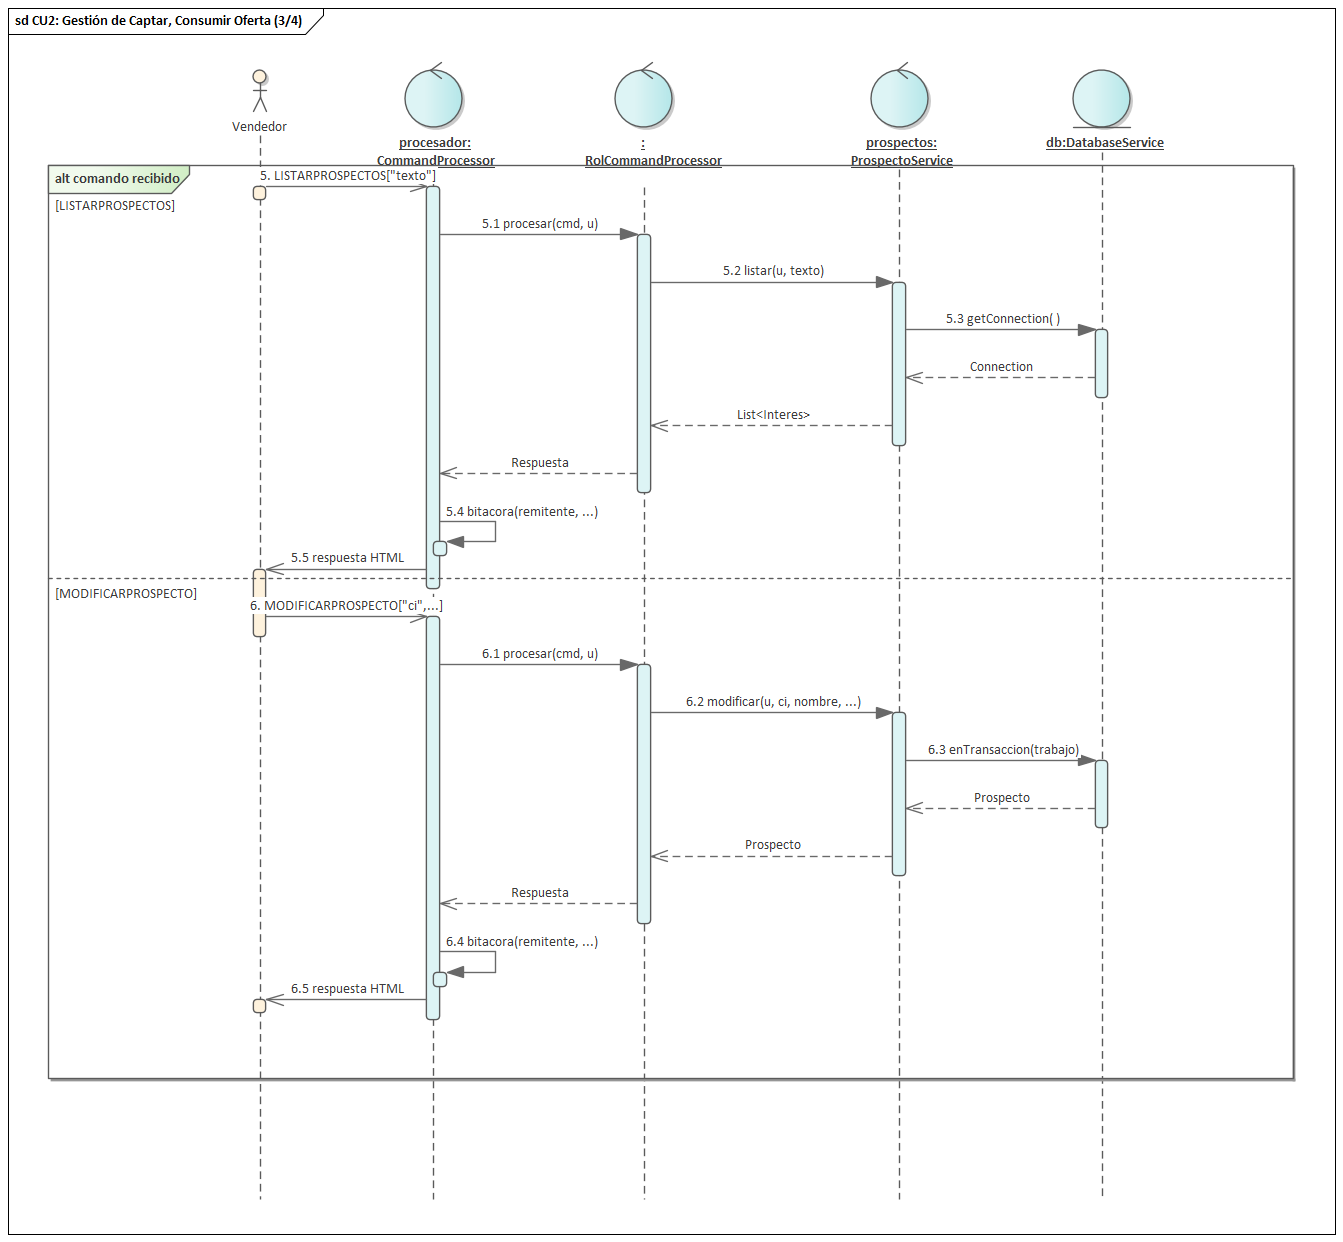 sd CU2: Gestión de Captar, Consumir Oferta (3/4)
Vendedor
procesador:
CommandProcessor
:
RolCommandProcessor
prospectos:
ProspectoService
db:DatabaseService
alt comando recibido
[LISTARPROSPECTOS]
5. LISTARPROSPECTOS["texto"]
5.1 procesar(cmd, u)
5.2 listar(u, texto)
5.3 getConnection( )
Connection
List<Interes>
Respuesta
5.4 bitacora(remitente, ...)
5.5 respuesta HTML
[MODIFICARPROSPECTO]
6. MODIFICARPROSPECTO["ci",...]
6.1 procesar(cmd, u)
6.2 modificar(u, ci, nombre, ...)
6.3 enTransaccion(trabajo)
Prospecto
Prospecto
Respuesta
6.4 bitacora(remitente, ...)
6.5 respuesta HTML